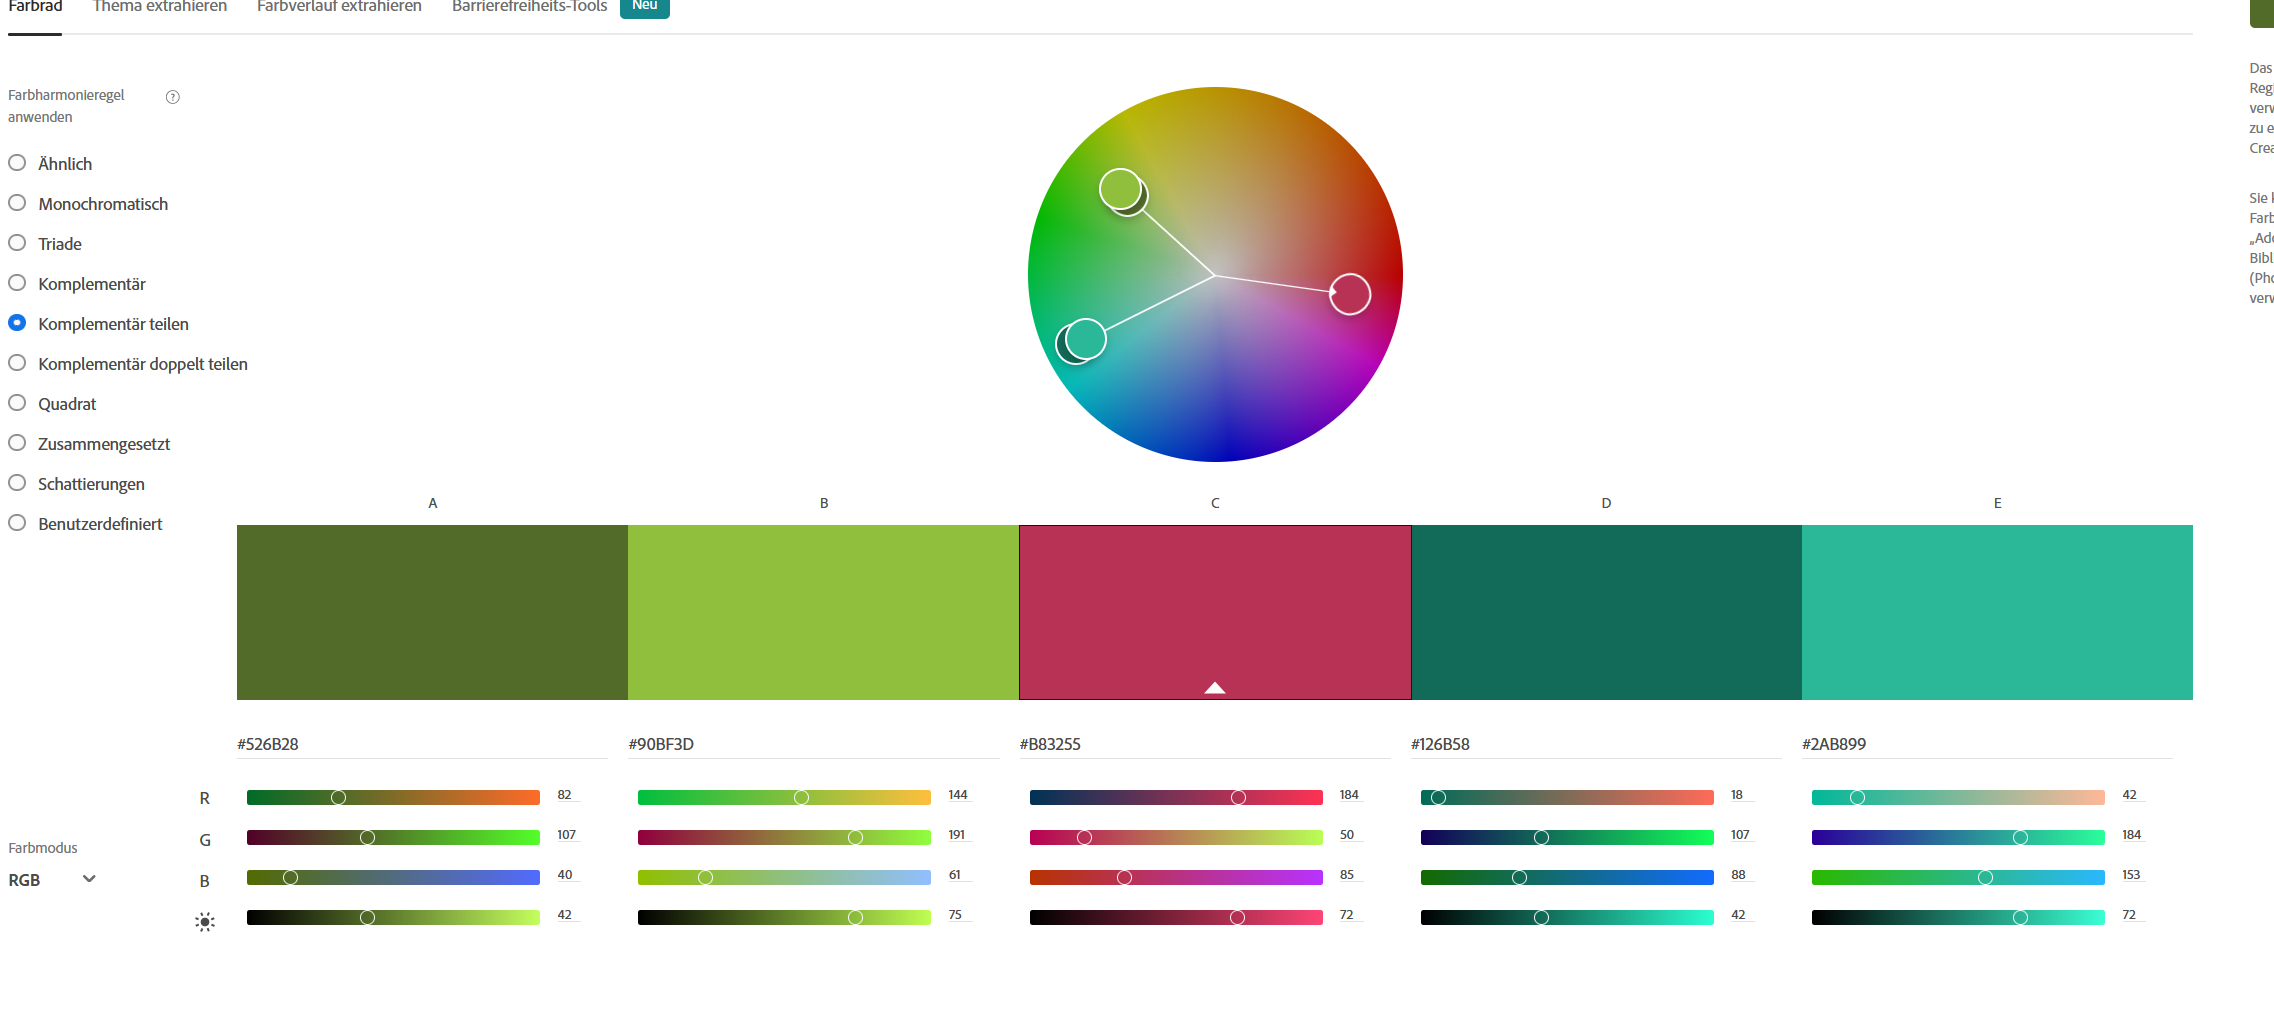 Farbrad Thema extrahieren Farbverlauf extrahieren Barrierefreiheits-Tools Neu
Farbharmonieregel
anwenden
?
Ähnlich
Monochromatisch
Triade
Komplementär
Komplementär teilen
Komplementär doppelt teilen
Quadrat
Zusammengesetzt
Schattierungen
Benutzerdefiniert
Das
Regi
verw
zu e
Crea
Sie k
Farb
„Ado
Bibl
(Pho
verw
A B C D E
#526B28 #90BF3D #B83255 #126B58 #2AB899
R 82 144 184 18 42
G 107 191 50 107 184
B 40 61 85 88 153
42 75 72 42 72
Farbmodus
RGB